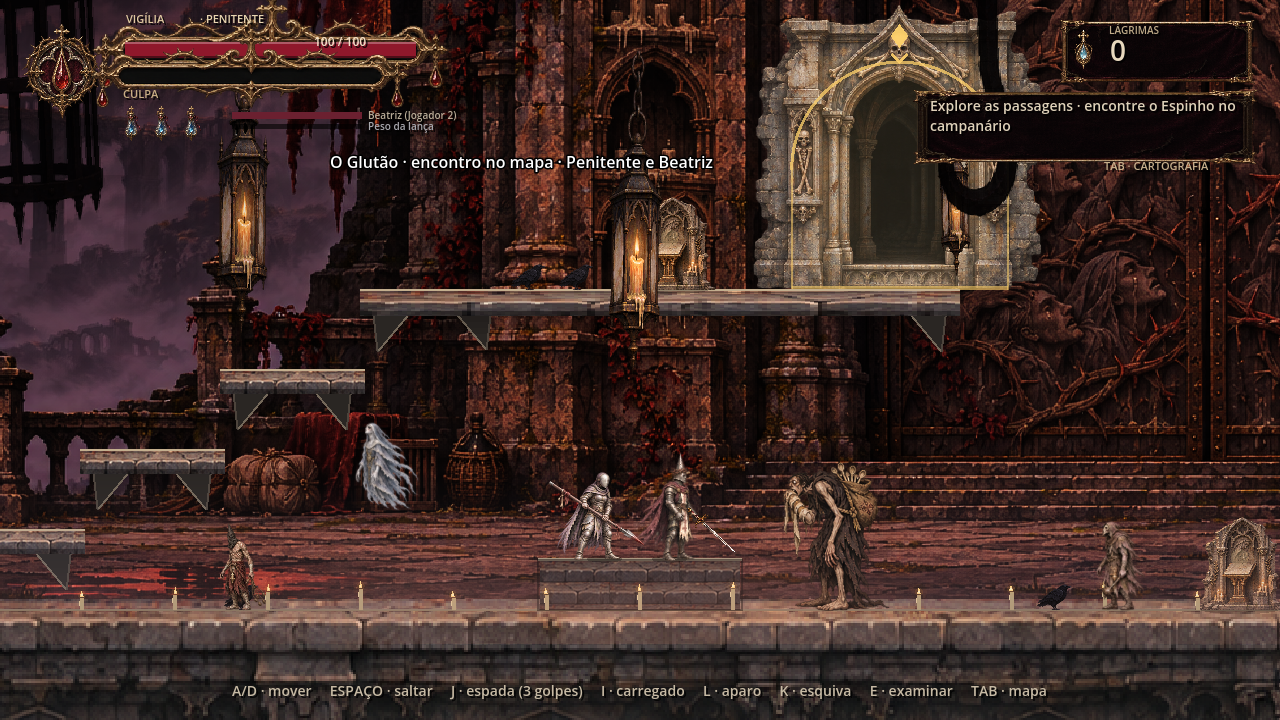 VIGÍLIA · PENITENTE
100 / 100
CULPA
Beatriz (Jogador 2)
Peso da lança
O Glutão · encontro no mapa · Penitente e Beatriz
LÁGRIMAS
0
Explore as passagens · encontre o Espinho no
campanário
TAB · CARTOGRAFIA
A/D · mover ESPAÇO · saltar J · espada (3 golpes) I · carregado L · aparo K · esquiva E · examinar TAB · mapa